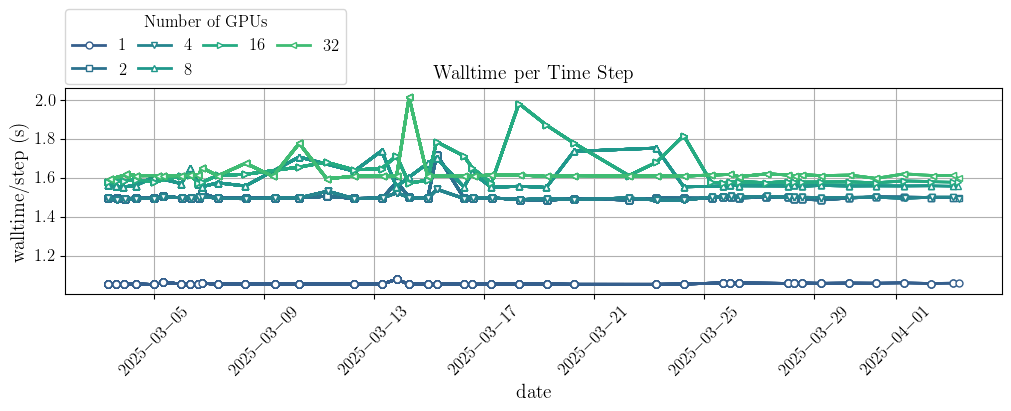 Number of GPUs
1 4 16 32
2 8
Walltime per Time Step
walltime/step (s)
2.0
1.8
1.6
1.4
1.2
2025−03−05
2025−03−09
2025−03−13
2025−03−17
2025−03−21
2025−03−25
2025−03−29
2025−04−01
date